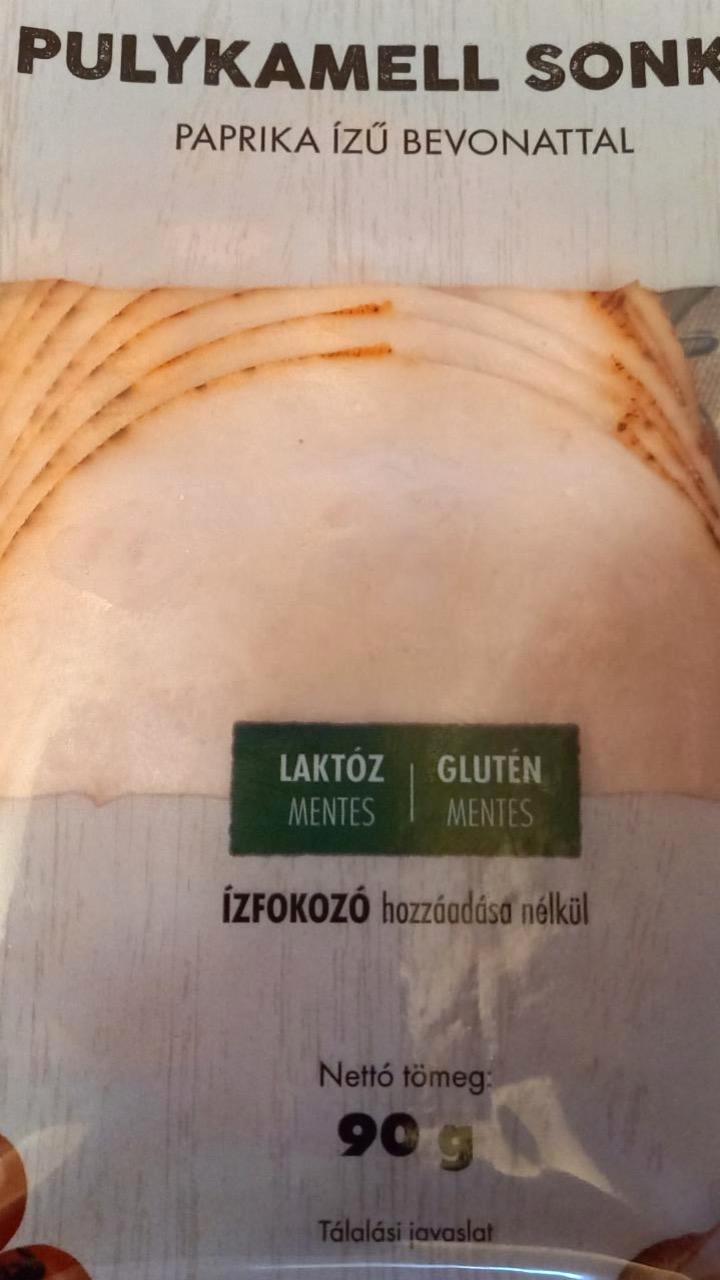 PULYKAMELL SONK
PAPRIKA ÍZŰ BEVONATTAL
LAKTÓZ MENTES | GLUTÉN MENTES
ÍZFOKOZÓ hozzáadása nélkül
Nettó tömeg:
90 g
Tálalási javaslat